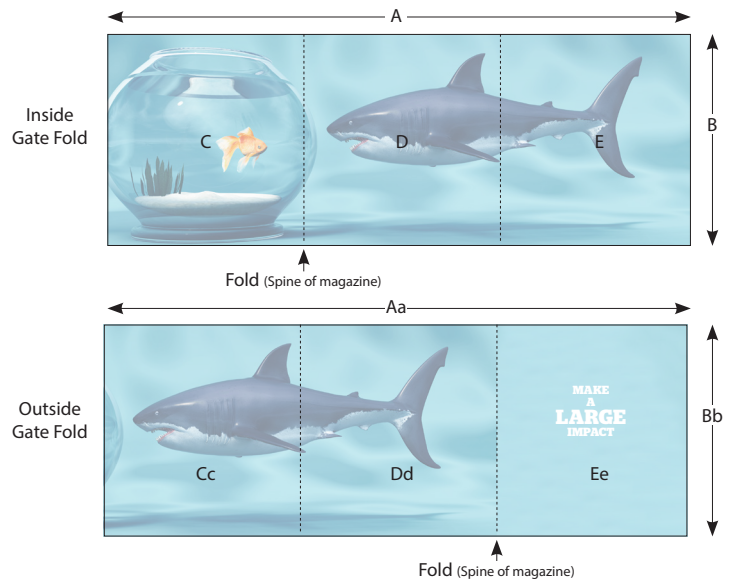 A
Inside
Gate Fold
B
C
D
E
Fold (Spine of magazine)
Aa
Outside
Gate Fold
Bb
MAKE
A
LARGE
IMPACT
Cc
Dd
Ee
Fold (Spine of magazine)